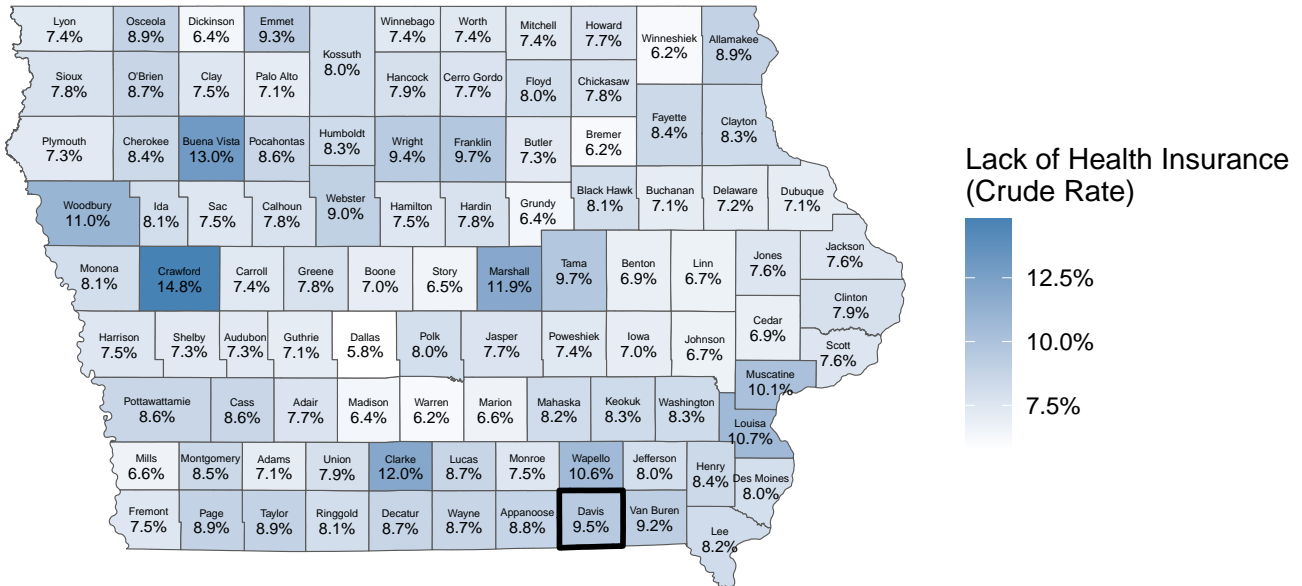 Lyon
7.4%
Osceola
8.9%
Dickinson
6.4%
Emmet
9.3%
Kossuth
8.0%
Winnebago
7.4%
Worth
7.4%
Mitchell
7.4%
Howard
7.7%
Winneshiek
6.2%
Allamakee
8.9%
Sioux
7.8%
O'Brien
8.7%
Clay
7.5%
Palo Alto
7.1%
Hancock
7.9%
Cerro Gordo
7.7%
Floyd
8.0%
Chickasaw
7.8%
Fayette
8.4%
Clayton
8.3%
Plymouth
7.3%
Cherokee
8.4%
Buena Vista
13.0%
Pocahontas
8.6%
Humboldt
8.3%
Wright
9.4%
Franklin
9.7%
Butler
7.3%
Bremer
6.2%
Woodbury
11.0%
Ida
8.1%
Sac
7.5%
Calhoun
7.8%
Webster
9.0%
Hamilton
7.5%
Hardin
7.8%
Grundy
6.4%
Black Hawk
8.1%
Buchanan
7.1%
Delaware
7.2%
Dubuque
7.1%
Monona
8.1%
Crawford
14.8%
Carroll
7.4%
Greene
7.8%
Boone
7.0%
Story
6.5%
Marshall
11.9%
Tama
9.7%
Benton
6.9%
Linn
6.7%
Jones
7.6%
Jackson
7.6%
Clinton
7.9%
Harrison
7.5%
Shelby
7.3%
Audubon
7.3%
Guthrie
7.1%
Dallas
5.8%
Polk
8.0%
Jasper
7.7%
Poweshiek
7.4%
Iowa
7.0%
Johnson
6.7%
Cedar
6.9%
Scott
7.6%
Muscatine
10.1%
Pottawattamie
8.6%
Cass
8.6%
Adair
7.7%
Madison
6.4%
Warren
6.2%
Marion
6.6%
Mahaska
8.2%
Keokuk
8.3%
Washington
8.3%
Louisa
10.7%
Mills
6.6%
Montgomery
8.5%
Adams
7.1%
Union
7.9%
Clarke
12.0%
Lucas
8.7%
Monroe
7.5%
Wapello
10.6%
Jefferson
8.0%
Henry
8.4%
Des Moines
8.0%
Fremont
7.5%
Page
8.9%
Taylor
8.9%
Ringgold
8.1%
Decatur
8.7%
Wayne
8.7%
Appanoose
8.8%
Davis
9.5%
Van Buren
9.2%
Lee
8.2%
Lack of Health Insurance
(Crude Rate)
12.5%
10.0%
7.5%